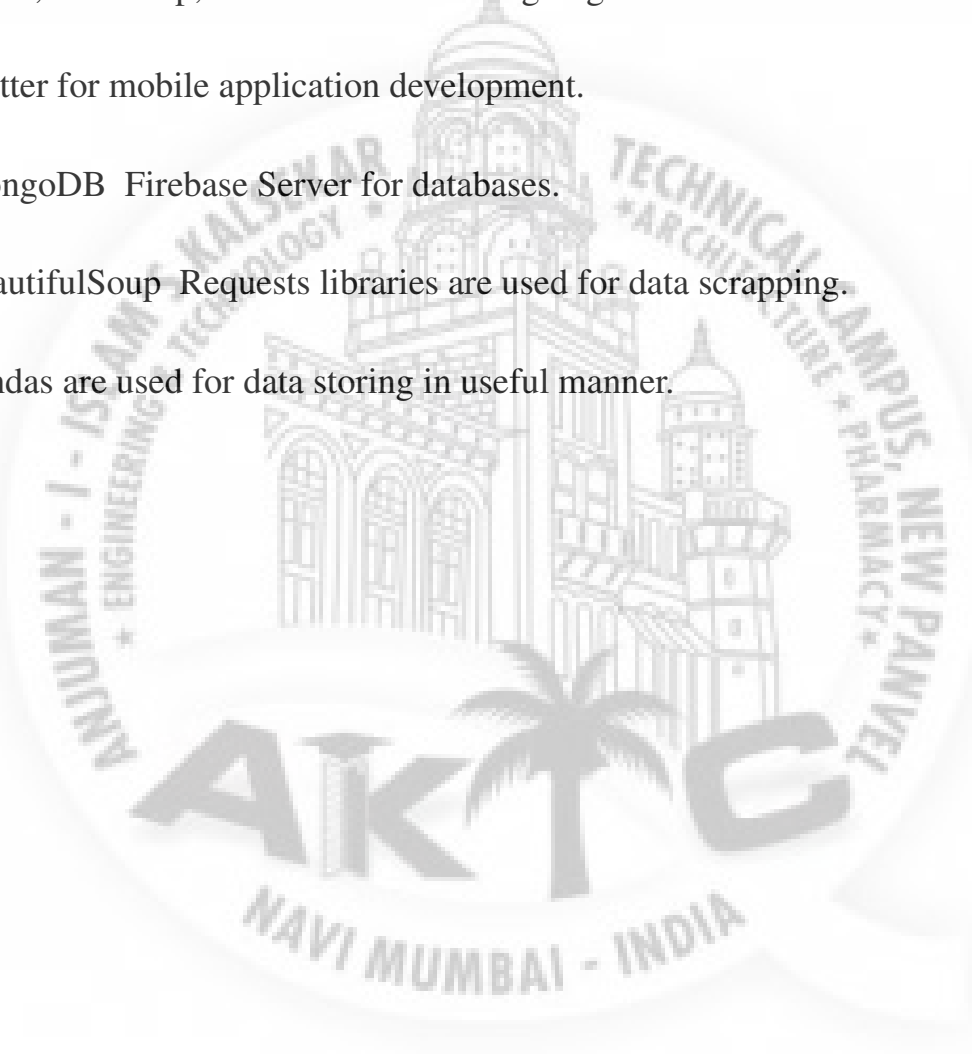 tter for mobile application development.
ongoDB Firebase Server for databases.
autifulSoup Requests libraries are used for data scrapping.
ndas are used for data storing in useful manner.
ANJUMAN - I - ISLAM'S KALSEKAR TECHNICAL CAMPUS, NEW PANVEL
★ ENGINEERING ★ TECHNOLOGY ★ ARCHITECTURE ★ PHARMACY ★
AIKTC
NAVI MUMBAI - INDIA